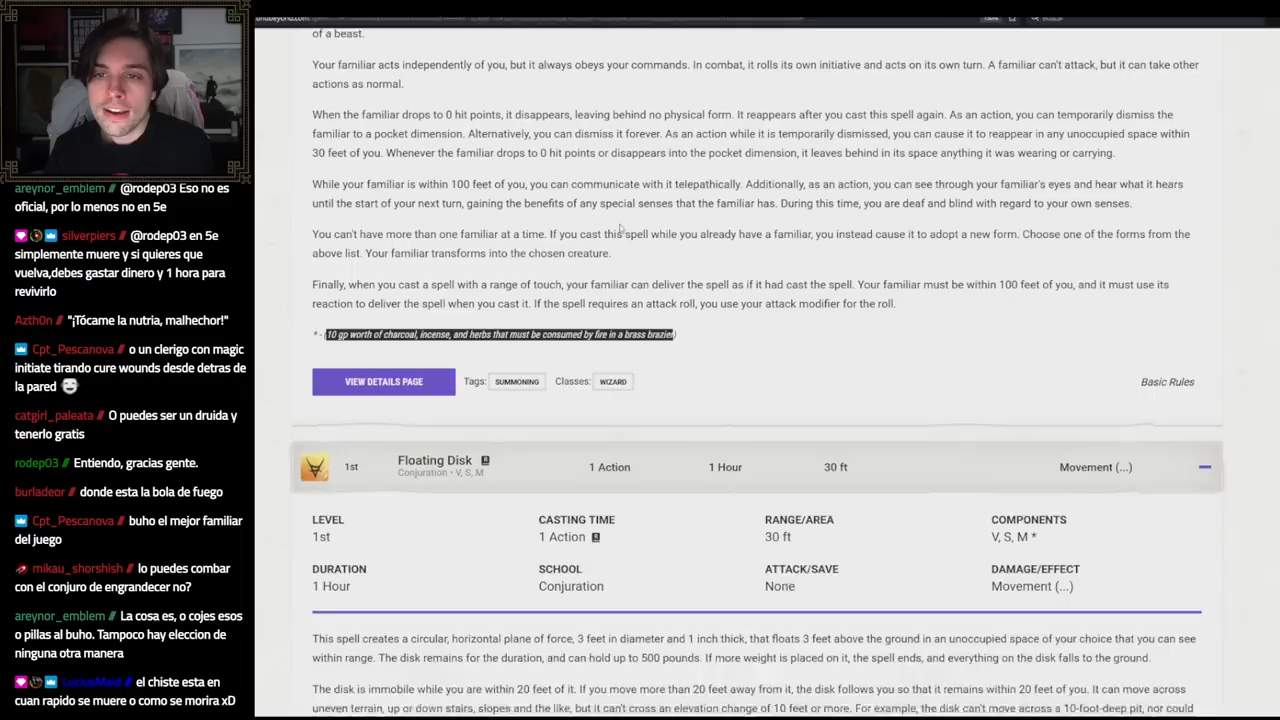 of a beast.
Your familiar acts independently of you, but it always obeys your commands. In combat, it rolls its own initiative and acts on its own turn. A familiar can't attack, but it can take other
actions as normal.
When the familiar drops to 0 hit points, it disappears, leaving behind no physical form. It reappears after you cast this spell again. As an action, you can temporarily dismiss the
familiar to a pocket dimension. Alternatively, you can dismiss it forever. As an action while it is temporarily dismissed, you can cause it to reappear in any unoccupied space within
30 feet of you. Whenever the familiar drops to 0 hit points or disappears into the pocket dimension, it leaves behind in its space anything it was wearing or carrying.
While your familiar is within 100 feet of you, you can communicate with it telepathically. Additionally, as an action, you can see through your familiar's eyes and hear what it hears
until the start of your next turn, gaining the benefits of any special senses that the familiar has. During this time, you are deaf and blind with regard to your own senses.
You can't have more than one familiar at a time. If you cast this spell while you already have a familiar, you instead cause it to adopt a new form. Choose one of the forms from the
above list. Your familiar transforms into the chosen creature.
Finally, when you cast a spell with a range of touch, your familiar can deliver the spell as if it had cast the spell. Your familiar must be within 100 feet of you, and it must use its
reaction to deliver the spell when you cast it. If the spell requires an attack roll, you use your attack modifier for the roll.
* - (10 gp worth of charcoal, incense, and herbs that must be consumed by fire in a brass brazier)
VIEW DETAILS PAGE Tags: SUMMONING Classes: WIZARD Basic Rules
1st Floating Disk 1 Action 1 Hour 30 ft Movement (...)
Conjuration • V, S, M
LEVEL CASTING TIME RANGE/AREA COMPONENTS
1st 1 Action 30 ft V, S, M *
DURATION SCHOOL ATTACK/SAVE DAMAGE/EFFECT
1 Hour Conjuration None Movement (...)
This spell creates a circular, horizontal plane of force, 3 feet in diameter and 1 inch thick, that floats 3 feet above the ground in an unoccupied space of your choice that you can see
within range. The disk remains for the duration, and can hold up to 500 pounds. If more weight is placed on it, the spell ends, and everything on the disk falls to the ground.
The disk is immobile while you are within 20 feet of it. If you move more than 20 feet away from it, the disk follows you so that it remains within 20 feet of you. It can move across
uneven terrain, up or down stairs, slopes and the like, but it can't cross an elevation change of 10 feet or more. For example, the disk can't move across a 10-foot-deep pit, nor could
areynor_emblem // @rodep03 Eso no es
oficial, por lo menos no en 5e
silverpiers // @rodep03 en 5e
simplemente muere y si quieres que
vuelva,debes gastar dinero y 1 hora para
revivirlo
Azth0n // "¡Tócame la nutria, malhechor!"
Cpt_Pescanova // o un clerigo con magic
initiate tirando cure wounds desde detras de
la pared
catgirl_paleata // O puedes ser un druida y
tenerlo gratis
rodep03 // Entiendo, gracias gente.
burladeor // donde esta la bola de fuego
Cpt_Pescanova // buho el mejor familiar
del juego
mikau_shorshish // lo puedes combar
con el conjuro de engrandecer no?
areynor_emblem // La cosa es, o cojes esos
o pillas al buho. Tampoco hay eleccion de
ninguna otra manera
LuciusMaid // el chiste esta en
cuan rapido se muere o como se morira xD